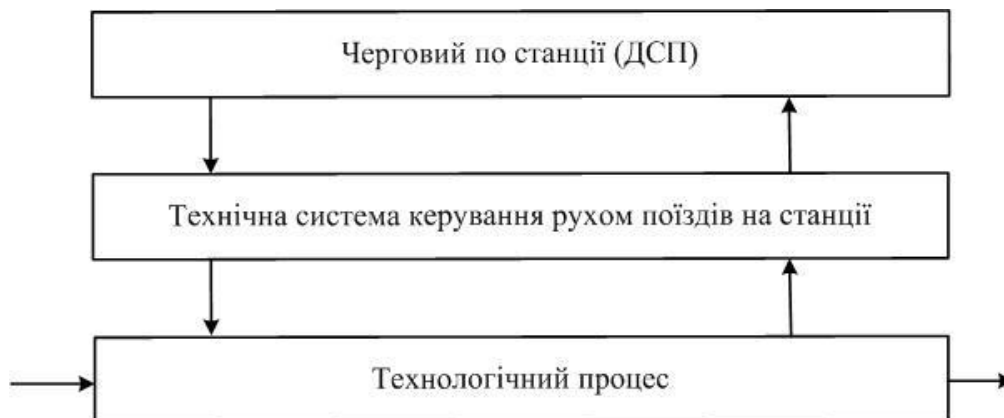 Черговий по станції (ДСП)
Технічна система керування рухом поїздів на станції
Технологічний процес